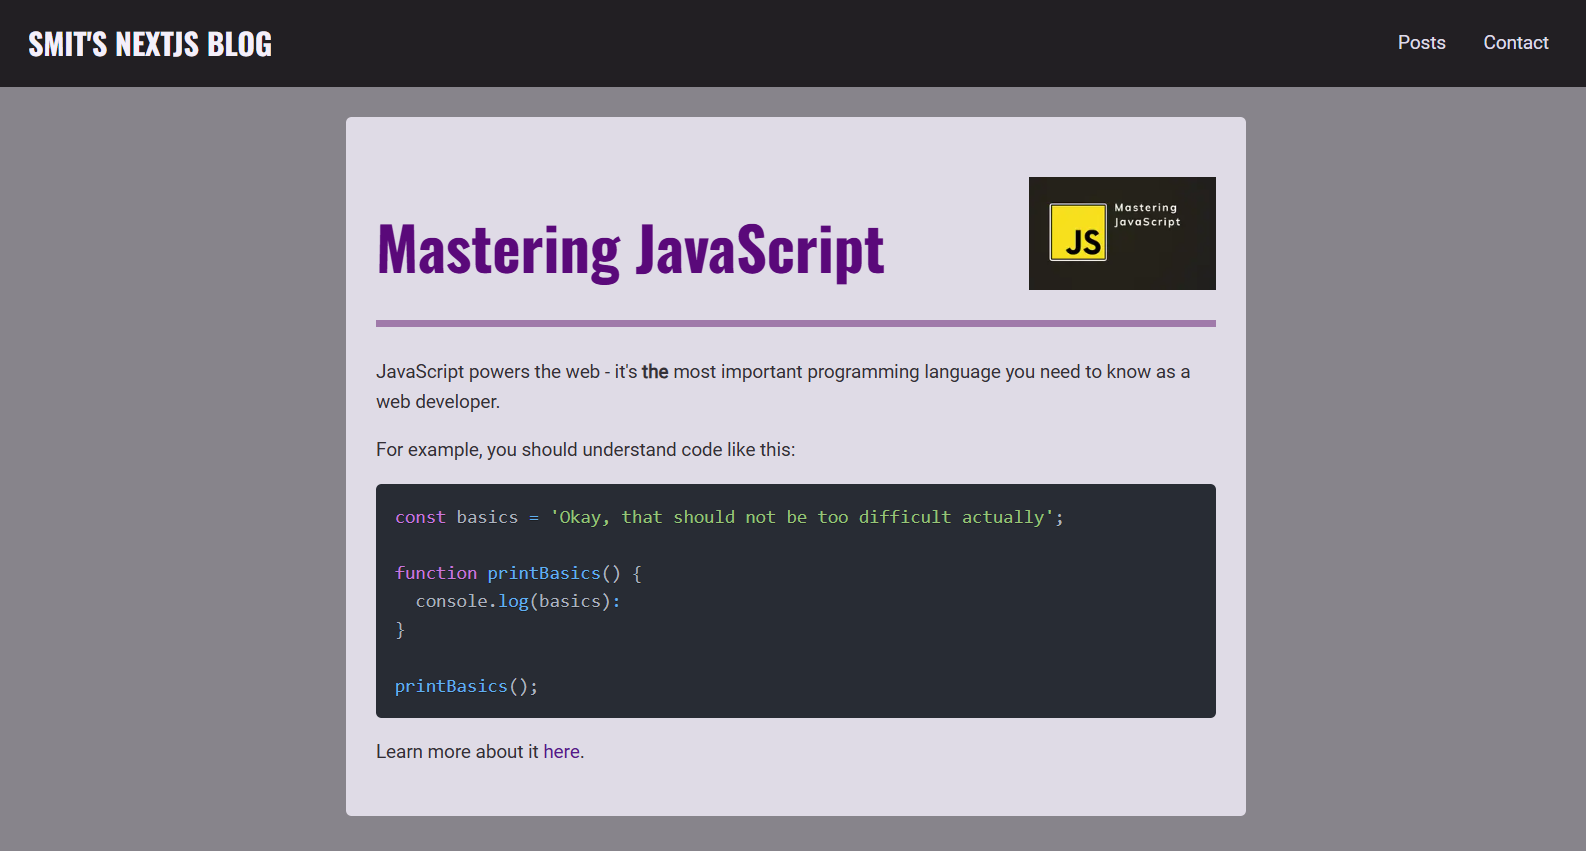 SMIT'S NEXTJS BLOG
Posts
Contact
Mastering JavaScript
Mastering
JavaScript
JS
JavaScript powers the web - it's the most important programming language you need to know as a
web developer.
For example, you should understand code like this:
const basics = 'Okay, that should not be too difficult actually';
function printBasics() {
  console.log(basics):
}
printBasics();
Learn more about it here.